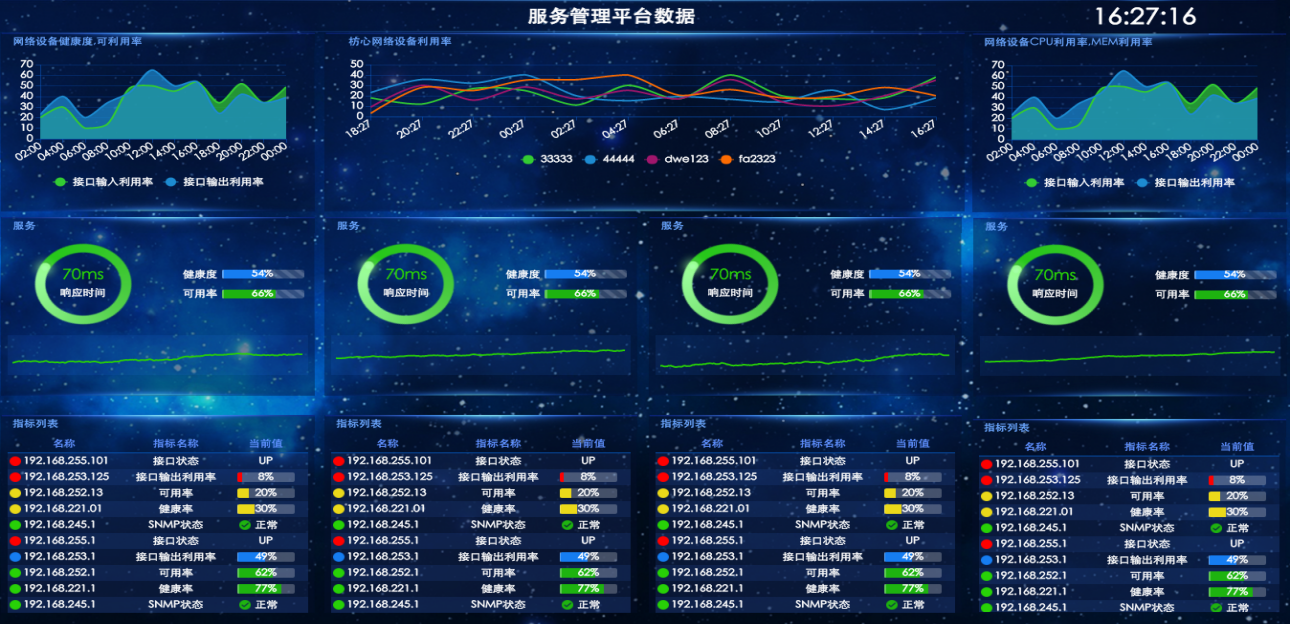 服务管理平台数据
16:27:16
网络设备健康度,可利用率
70
60
50
40
30
20
10
0
02:00 04:00 06:00 08:00 10:00 12:00 14:00 16:00 18:00 20:00 22:00 00:00
接口输入利用率 接口输出利用率
枋心网络设备利用率
50
40
30
20
10
0
18:27 20:27 22:27 00:27 02:27 04:27 06:27 08:27 10:27 12:27 14:27 16:27
33333 44444 dwe123 fa2323
网络设备CPU利用率,MEM利用率
70
60
50
40
30
20
10
0
02:00 04:00 06:00 08:00 10:00 12:00 14:00 16:00 18:00 20:00 22:00 00:00
接口输入利用率 接口输出利用率
服务
70ms
响应时间
健康度 54%
可用率 66%
服务
70ms
响应时间
健康度 54%
可用率 66%
服务
70ms
响应时间
健康度 54%
可用率 66%
服务
70ms
响应时间
健康度 54%
可用率 66%
指标列表
名称 指标名称 当前值
192.168.255.101 接口状态 UP
192.168.253.125 接口输出利用率 8%
192.168.252.13 可用率 20%
192.168.221.01 健康率 30%
192.168.245.1 SNMP状态 正常
192.168.255.1 接口状态 UP
192.168.253.1 接口输出利用率 49%
192.168.252.1 可用率 62%
192.168.221.1 健康率 77%
192.168.245.1 SNMP状态 正常
指标列表
名称 指标名称 当前值
192.168.255.101 接口状态 UP
192.168.253.125 接口输出利用率 8%
192.168.252.13 可用率 20%
192.168.221.01 健康率 30%
192.168.245.1 SNMP状态 正常
192.168.255.1 接口状态 UP
192.168.253.1 接口输出利用率 49%
192.168.252.1 可用率 62%
192.168.221.1 健康率 77%
192.168.245.1 SNMP状态 正常
指标列表
名称 指标名称 当前值
192.168.255.101 接口状态 UP
192.168.253.125 接口输出利用率 8%
192.168.252.13 可用率 20%
192.168.221.01 健康率 30%
192.168.245.1 SNMP状态 正常
192.168.255.1 接口状态 UP
192.168.253.1 接口输出利用率 49%
192.168.252.1 可用率 62%
192.168.221.1 健康率 77%
192.168.245.1 SNMP状态 正常
指标列表
名称 指标名称 当前值
192.168.255.101 接口状态 UP
192.168.253.125 接口输出利用率 8%
192.168.252.13 可用率 20%
192.168.221.01 健康率 30%
192.168.245.1 SNMP状态 正常
192.168.255.1 接口状态 UP
192.168.253.1 接口输出利用率 49%
192.168.252.1 可用率 62%
192.168.221.1 健康率 77%
192.168.245.1 SNMP状态 正常